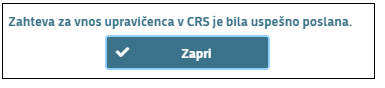 Zahteva za vnos upravičenca v CRS je bila uspešno poslana.
Zapri